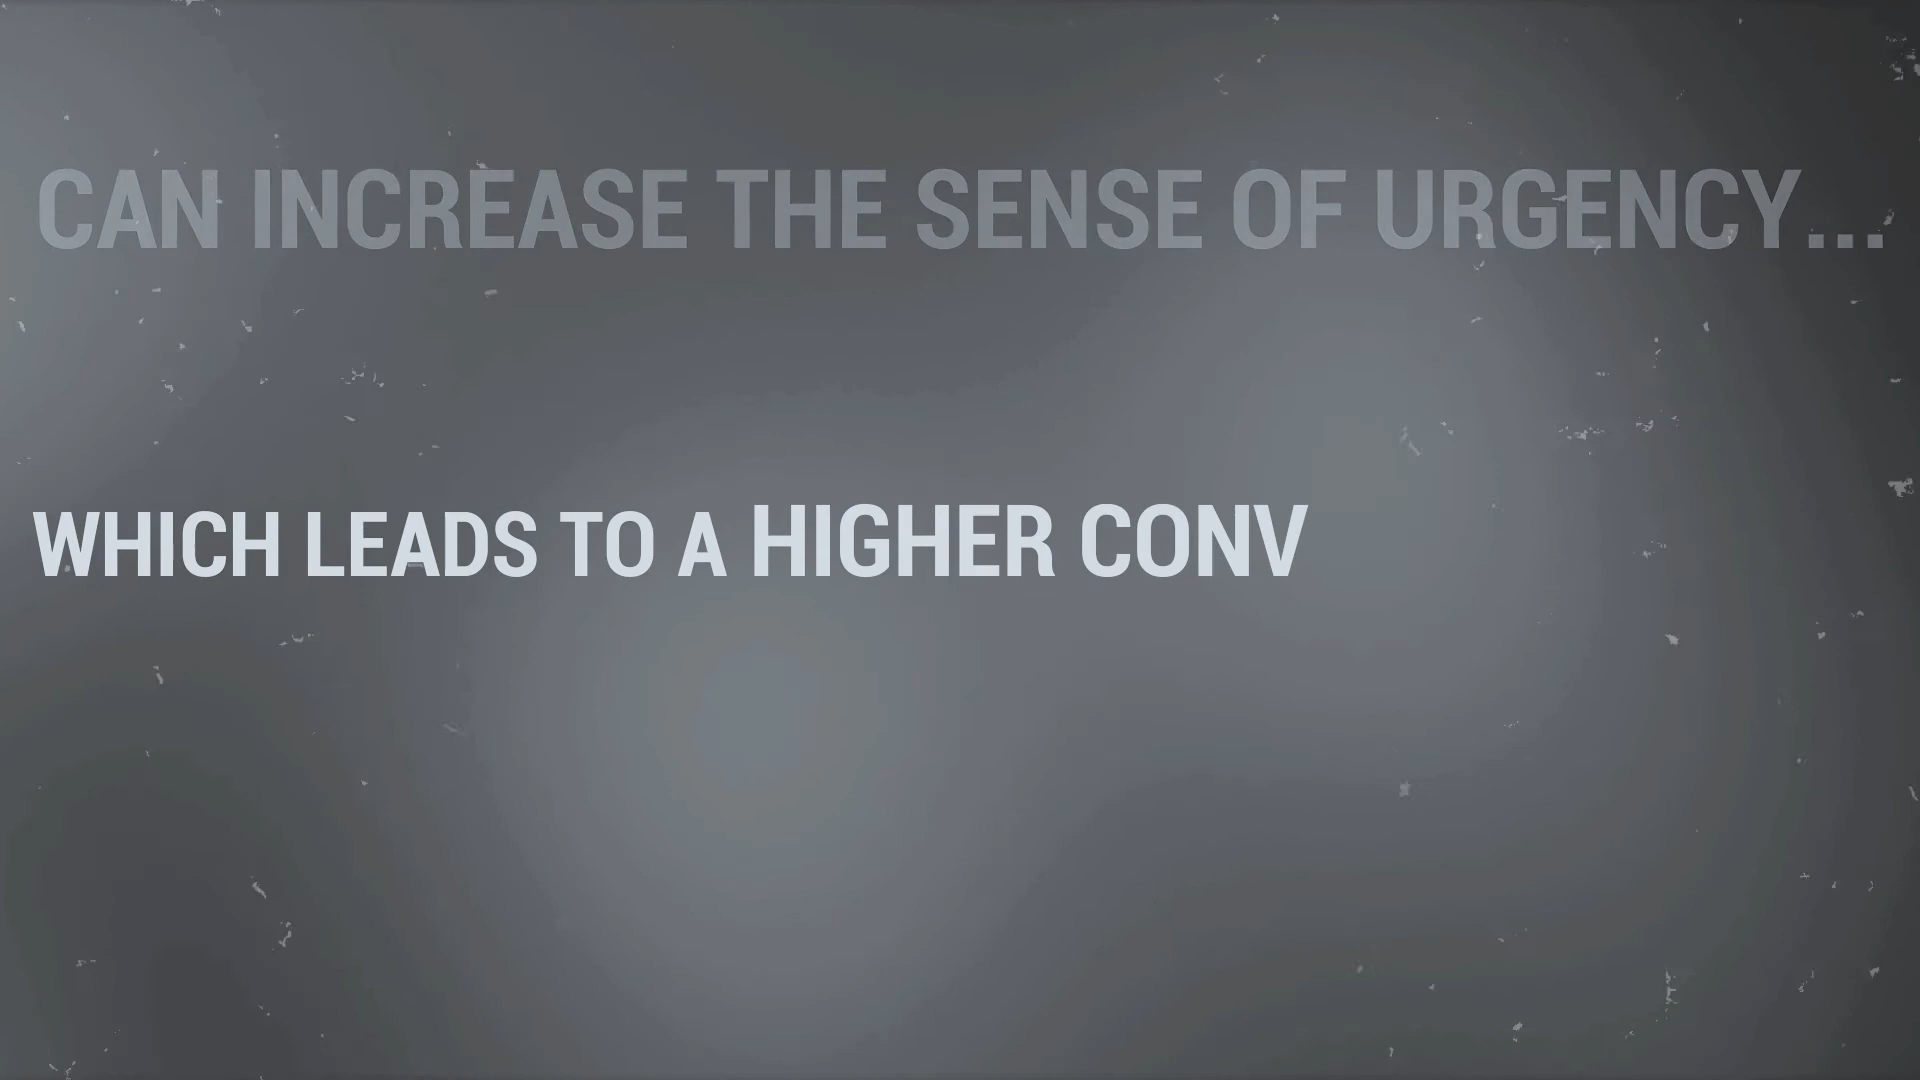 CAN INCREASE THE SENSE OF URGENCY...
WHICH LEADS TO A HIGHER CONV